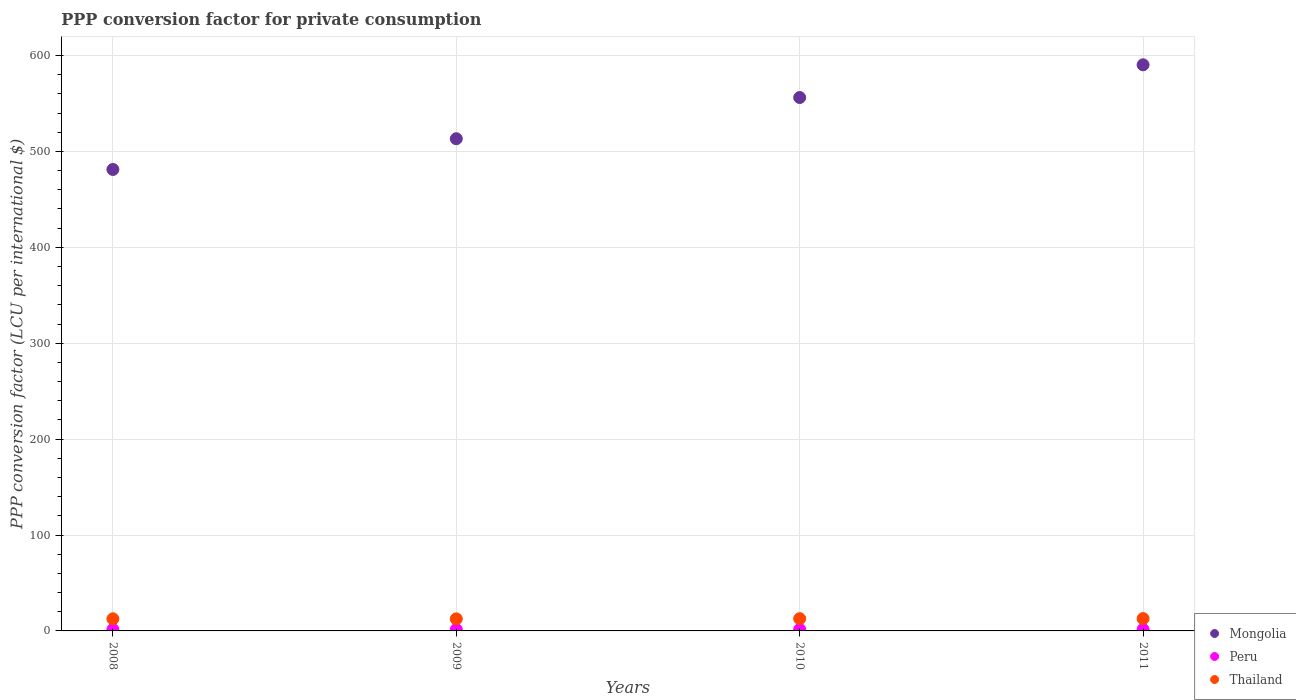 PPP conversion factor for private consumption
PPP conversion factor (LCU per international $)
600
500
400
300
200
100
0
2008
2009
2010
2011
Years
Mongolia
Peru
Thailand